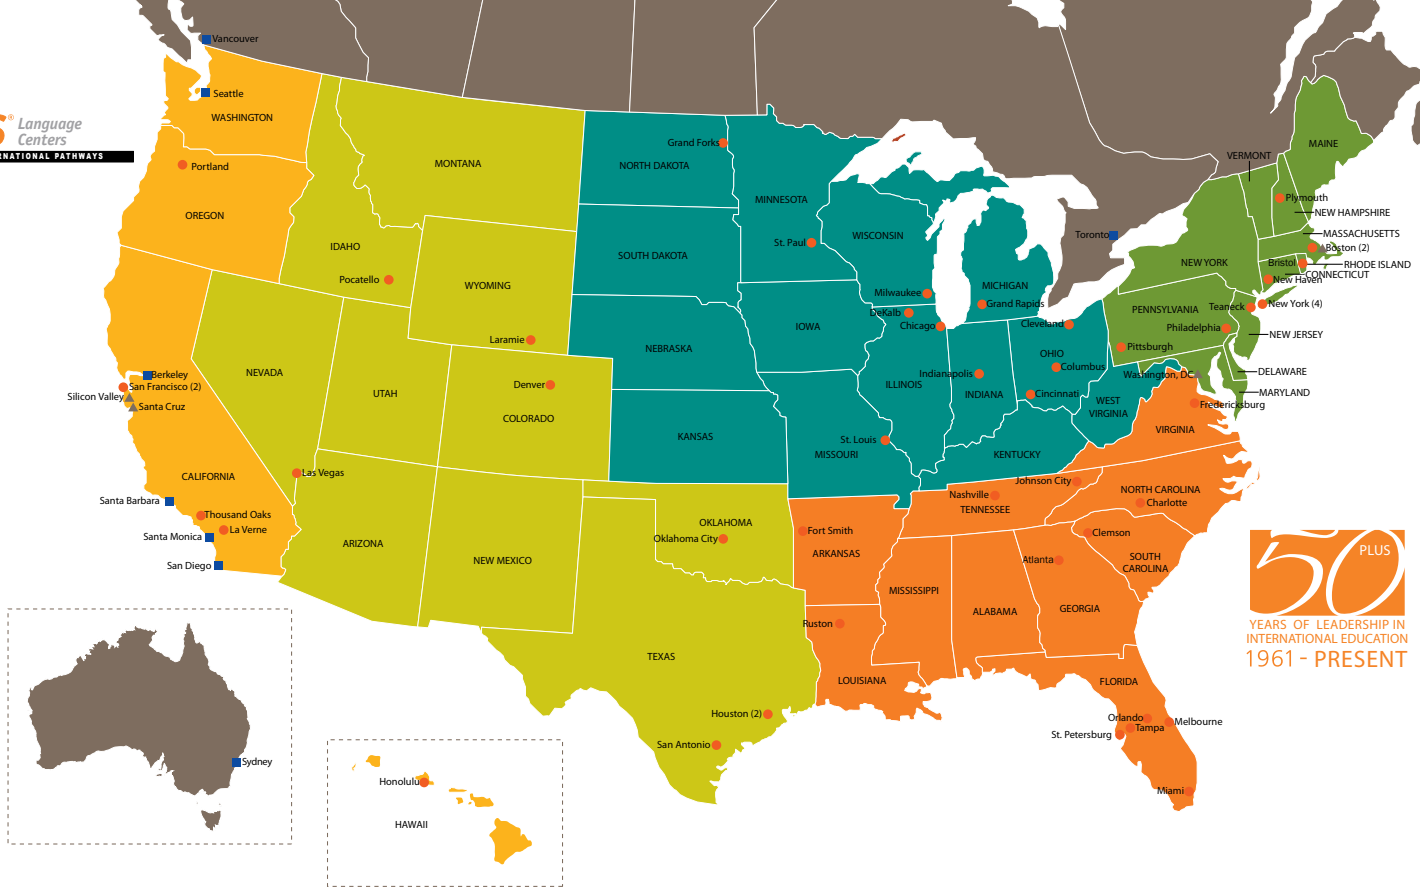 Vancouver
Seattle
WASHINGTON
Language
Centers
RNATIONAL PATHWAYS
Portland
OREGON
MONTANA
IDAHO
Pocatello
WYOMING
Laramie
NEVADA
UTAH
Denver
COLORADO
Berkeley
San Francisco (2)
Silicon Valley
Santa Cruz
CALIFORNIA
Las Vegas
Santa Barbara
Thousand Oaks
La Verne
Santa Monica
San Diego
ARIZONA
NEW MEXICO
Grand Forks
NORTH DAKOTA
MINNESOTA
SOUTH DAKOTA
St. Paul
WISCONSIN
Milwaukee
MICHIGAN
Grand Rapids
DeKalb
Chicago
IOWA
NEBRASKA
ILLINOIS
Indianapolis
INDIANA
Cleveland
OHIO
Columbus
Cincinnati
WEST
VIRGINIA
KANSAS
St. Louis
MISSOURI
KENTUCKY
Toronto
VERMONT
MAINE
Plymouth
NEW HAMPSHIRE
MASSACHUSETTS
Boston (2)
NEW YORK
Bristol
RHODE ISLAND
CONNECTICUT
New Haven
PENNSYLVANIA
Teaneck
New York (4)
Philadelphia
NEW JERSEY
Pittsburgh
Washington, DC
DELAWARE
MARYLAND
Fredericksburg
VIRGINIA
Johnson City
Nashville
TENNESSEE
NORTH CAROLINA
Charlotte
OKLAHOMA
Oklahoma City
Fort Smith
ARKANSAS
Clemson
SOUTH
CAROLINA
Atlanta
MISSISSIPPI
ALABAMA
GEORGIA
Ruston
TEXAS
LOUISIANA
Houston (2)
San Antonio
FLORIDA
Orlando
Tampa
Melbourne
St. Petersburg
Miami
50
PLUS
YEARS OF LEADERSHIP IN
INTERNATIONAL EDUCATION
1961 - PRESENT
Sydney
Honolulu
HAWAII